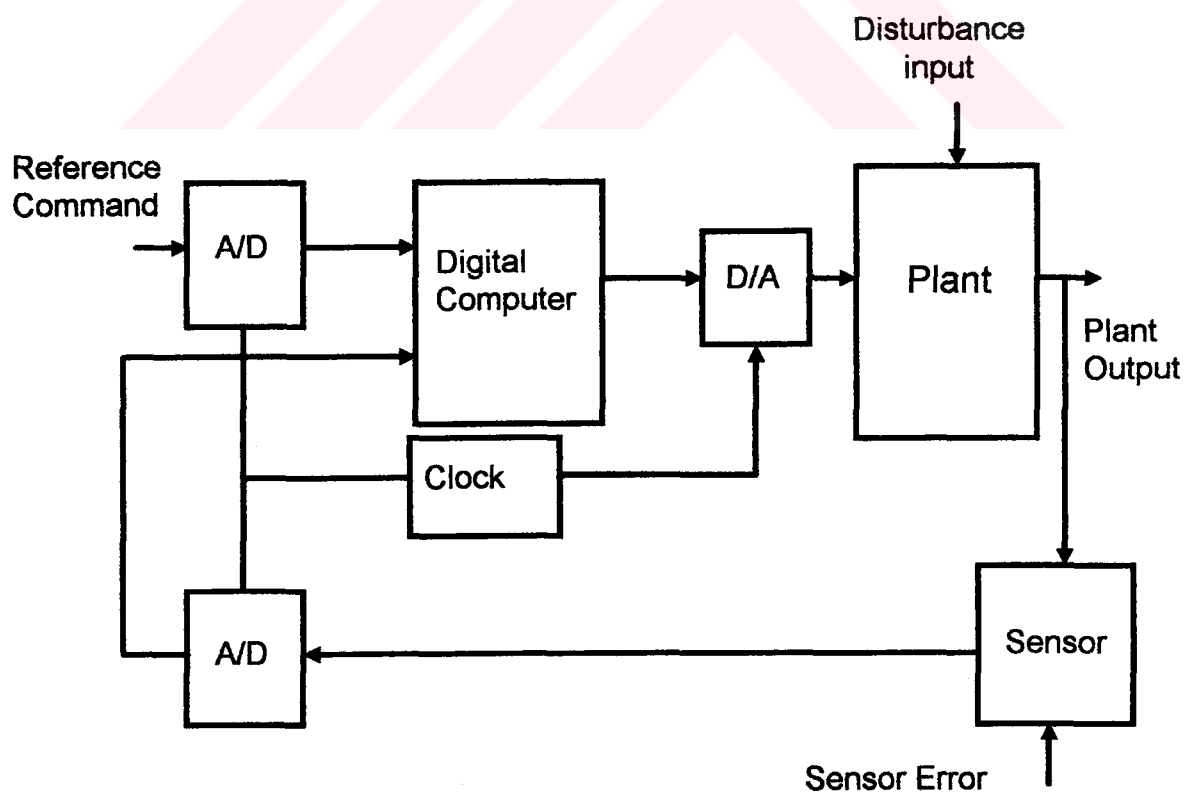 Disturbance
input
Reference
Command
A/D
Digital
Computer
D/A
Plant
Plant
Output
Clock
A/D
Sensor
Sensor Error